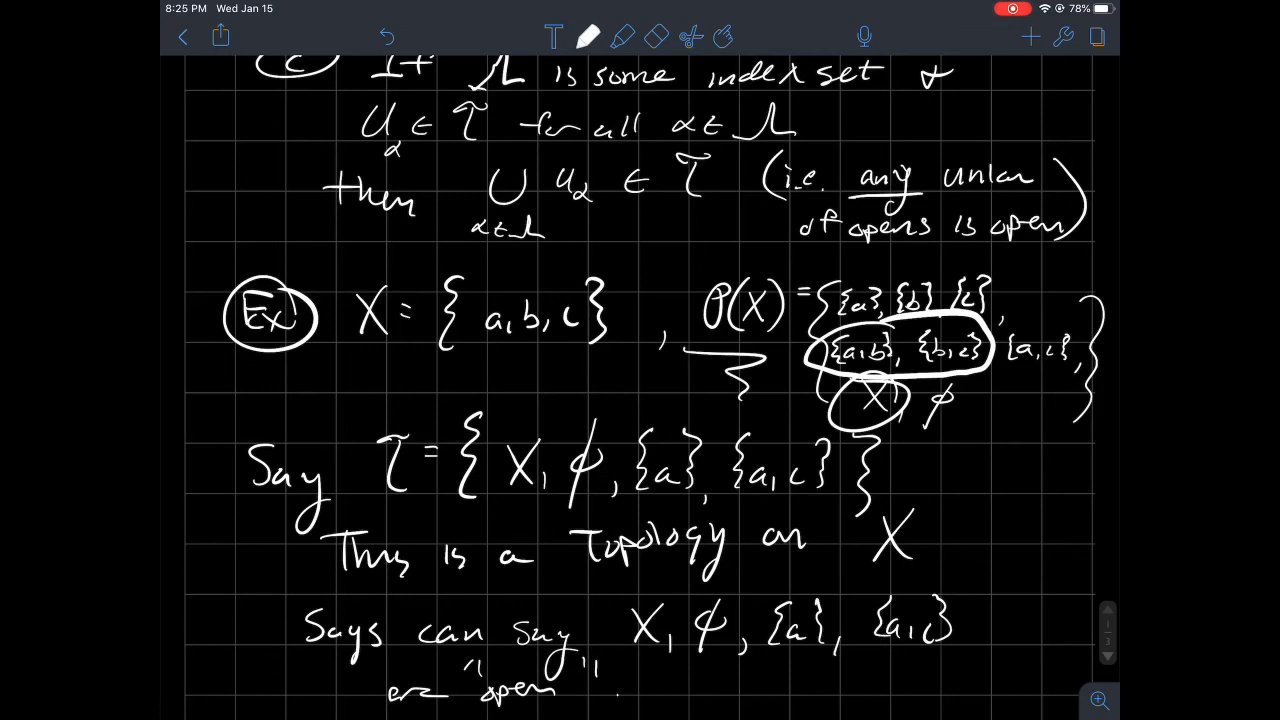 8:25 PM Wed Jan 15 78%
If Λ is some index set &
U_α ∈ τ for all α ∈ Λ
then ⋃_{α∈Λ} U_α ∈ τ (i.e. any union
of opens is open)
Ex X = {a, b, c}, P(X) = {{a}, {b}, {c},
{a,b}, {b,c}, {a,c},
X, ϕ}
Say τ = {X, ϕ, {a}, {a,c}}
This is a Topology on X
Says can say X, ϕ, {a}, {a,c}
are "open"